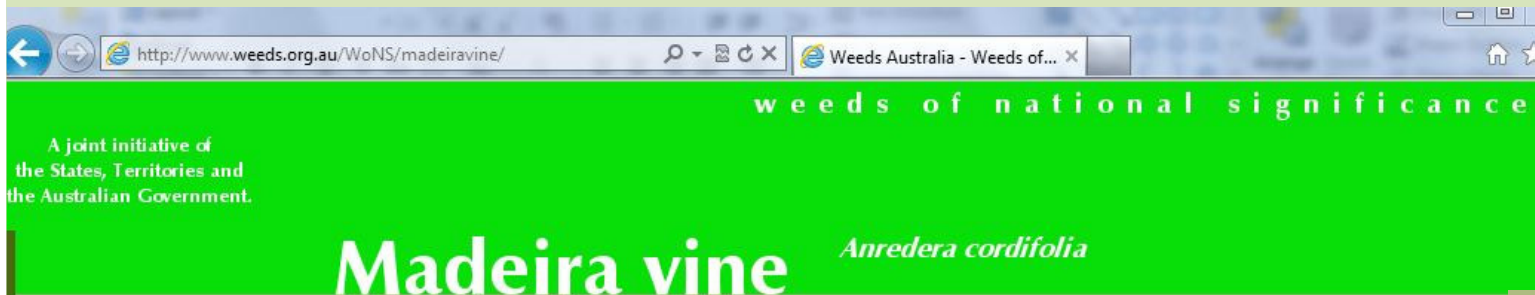 http://www.weeds.org.au/WoNS/madeiravine/
Weeds Australia - Weeds of...
weeds of national significance
A joint initiative of
the States, Territories and
the Australian Government.
Madeira vine
Anredera cordifolia